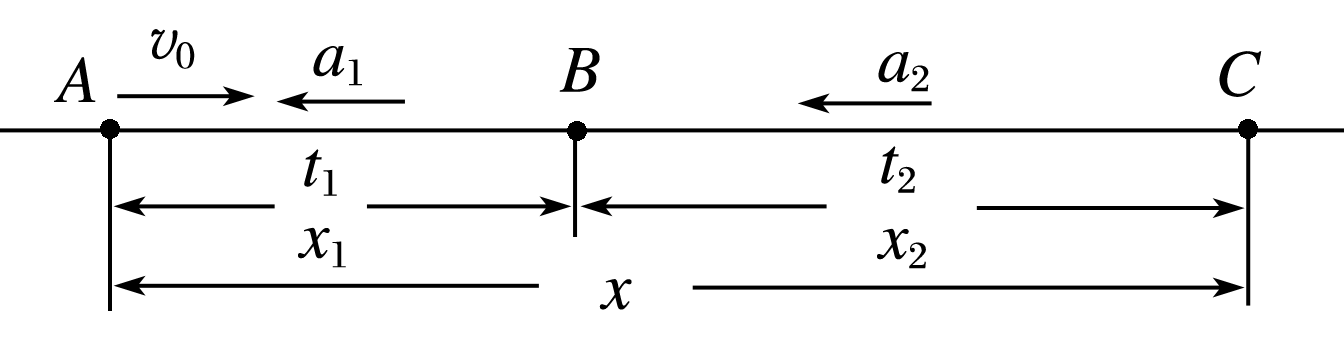 A v₀ a₁ B a₂ C
t₁ t₂
x₁ x₂
x